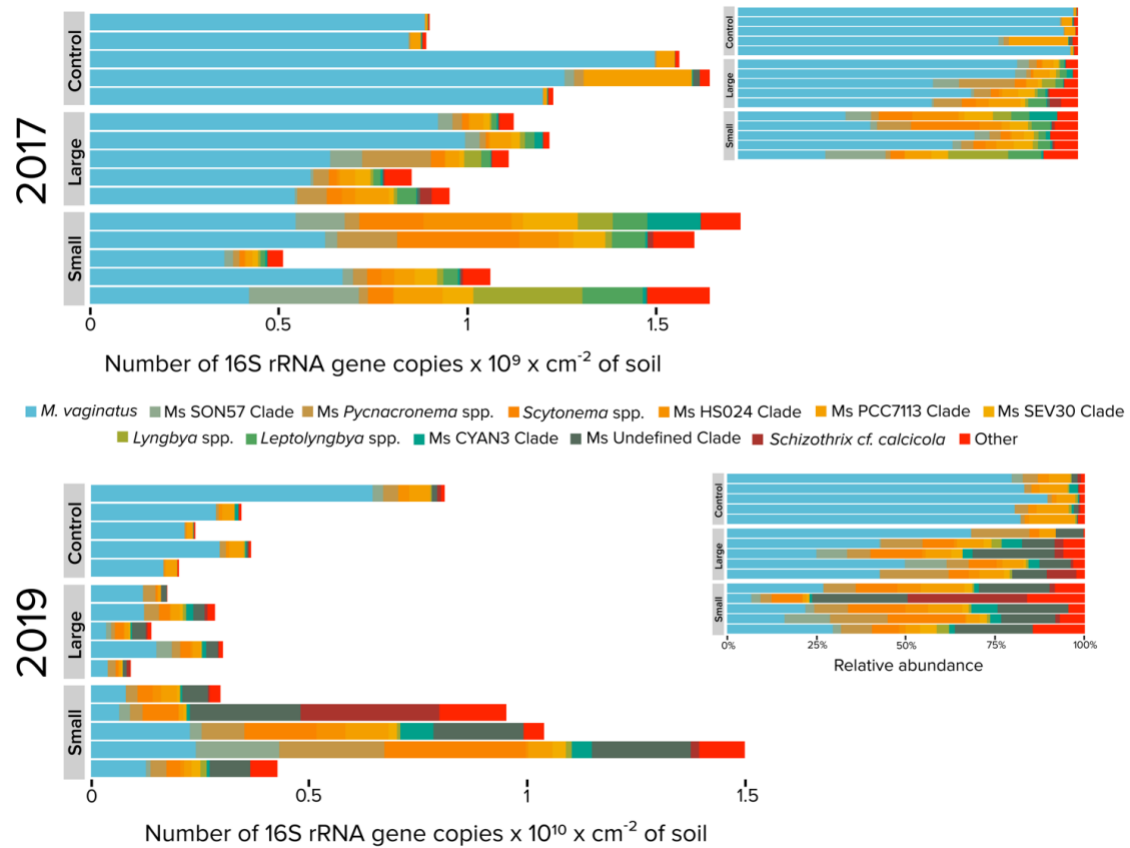 2017
Control
Large
Small
0 0.5 1 1.5
Number of 16S rRNA gene copies x 10⁹ x cm⁻² of soil
Control
Large
Small
M. vaginatus Ms SON57 Clade Ms Pycnacronema spp. Scytonema spp. Ms HS024 Clade Ms PCC7113 Clade Ms SEV30 Clade
Lyngbya spp. Leptolyngbya spp. Ms CYAN3 Clade Ms Undefined Clade Schizothrix cf. calcicola Other
2019
Control
Large
Small
0 0.5 1 1.5
Number of 16S rRNA gene copies x 10¹⁰ x cm⁻² of soil
Control
Large
Small
0% 25% 50% 75% 100%
Relative abundance